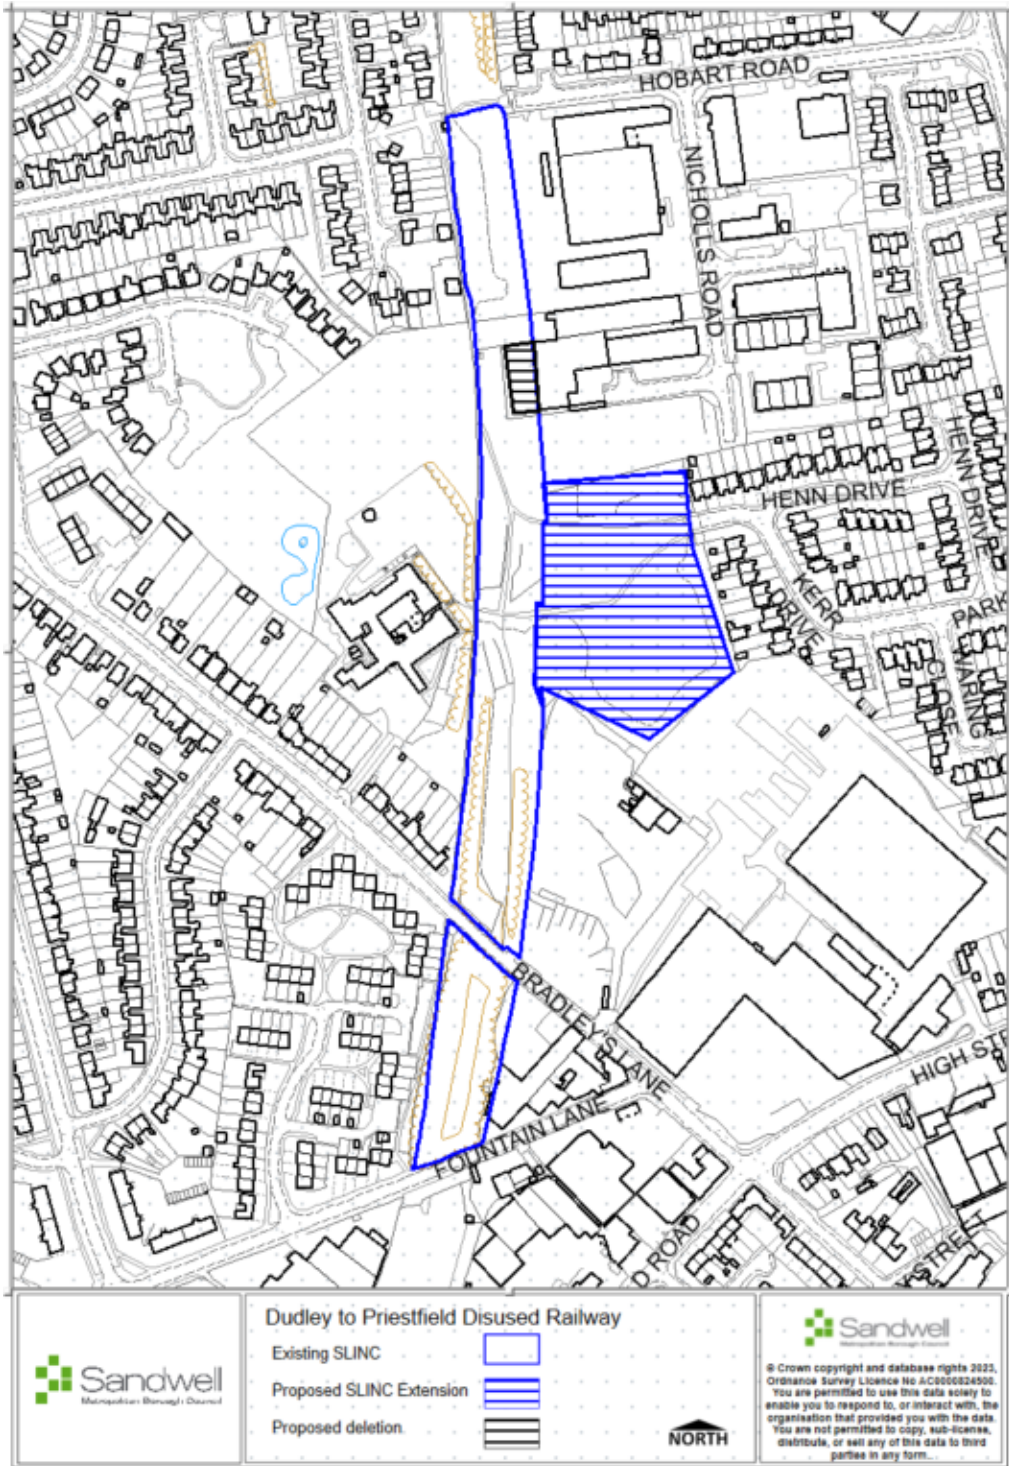 HOBART ROAD
NICHOLLS ROAD
HENN DRIVE
HENN DRIVE
KERR
DRIVE
PARK
WARING
CLOSE
BRADLEYS LANE
HIGH STR
FOUNTAIN LANE
D ROAD
Y STRE
Sandwell
Metropolitan Borough Council
Dudley to Priestfield Disused Railway
Existing SLINC
Proposed SLINC Extension
Proposed deletion
NORTH
Sandwell
Metropolitan Borough Council
© Crown copyright and database rights 2023,
Ordnance Survey Licence No AC0000824500.
You are permitted to use this data solely to
enable you to respond to, or interact with, the
organisation that provided you with the data.
You are not permitted to copy, sub-license,
distribute, or sell any of this data to third
parties in any form...